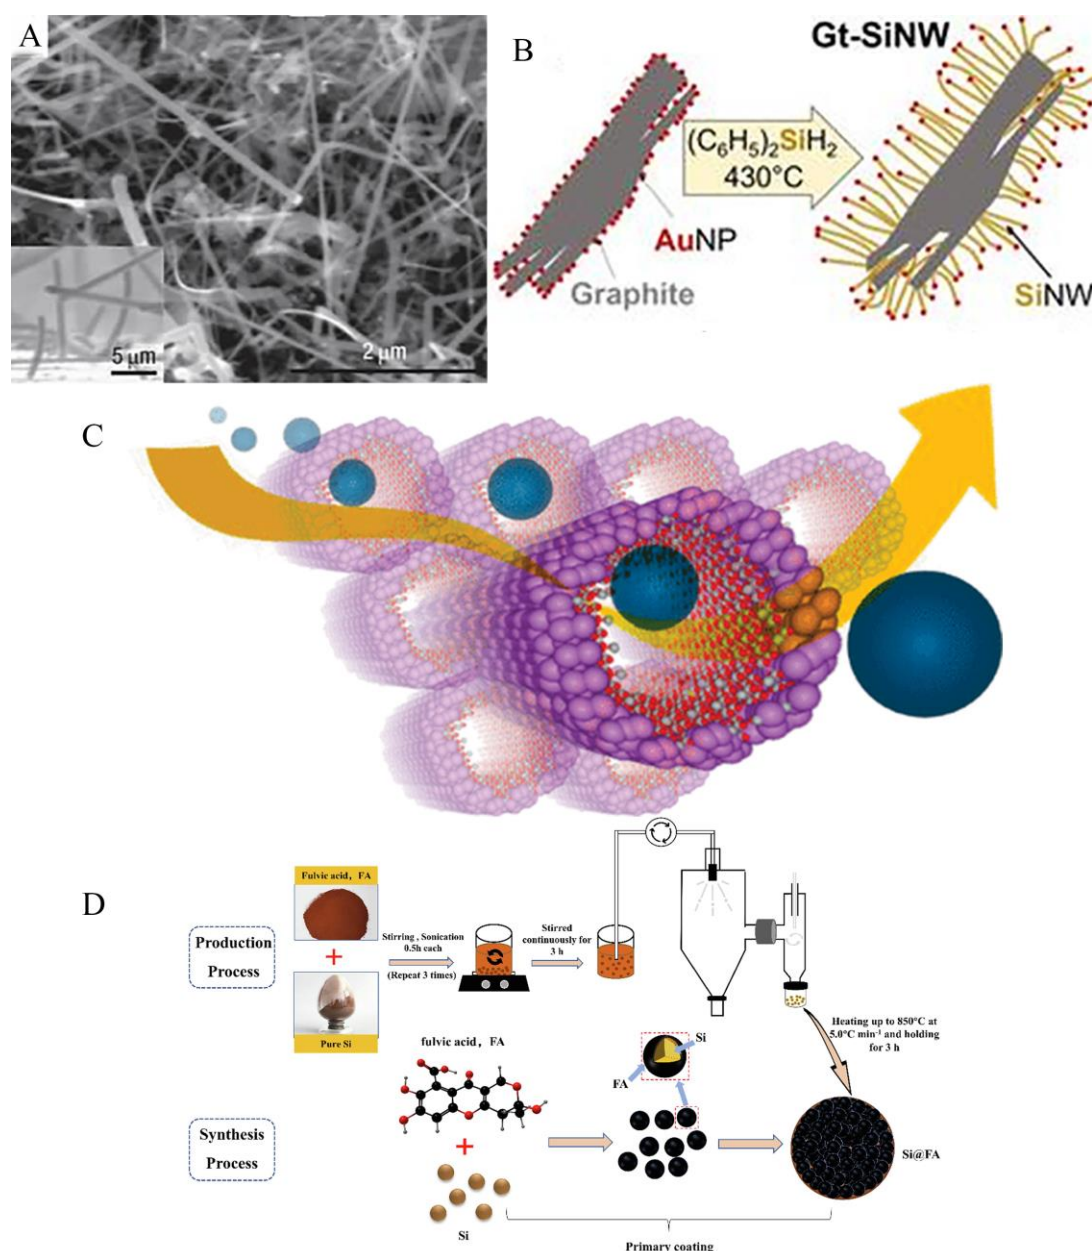 A
5 µm
2 µm
B
Gt-SiNW
(C₆H₅)₂SiH₂
430°C
AuNP
Graphite
SiNW
C
D
Production
Process
Fulvic acid，FA
Pure Si
Stirring , Sonication
0.5h each
(Repeat 3 times)
Stirred
continuously for
3 h
Heating up to 850°C at
5.0°C min⁻¹ and holding
for 3 h
Synthesis
Process
fulvic acid，FA
Si
Si
FA
Si@FA
Primary coating